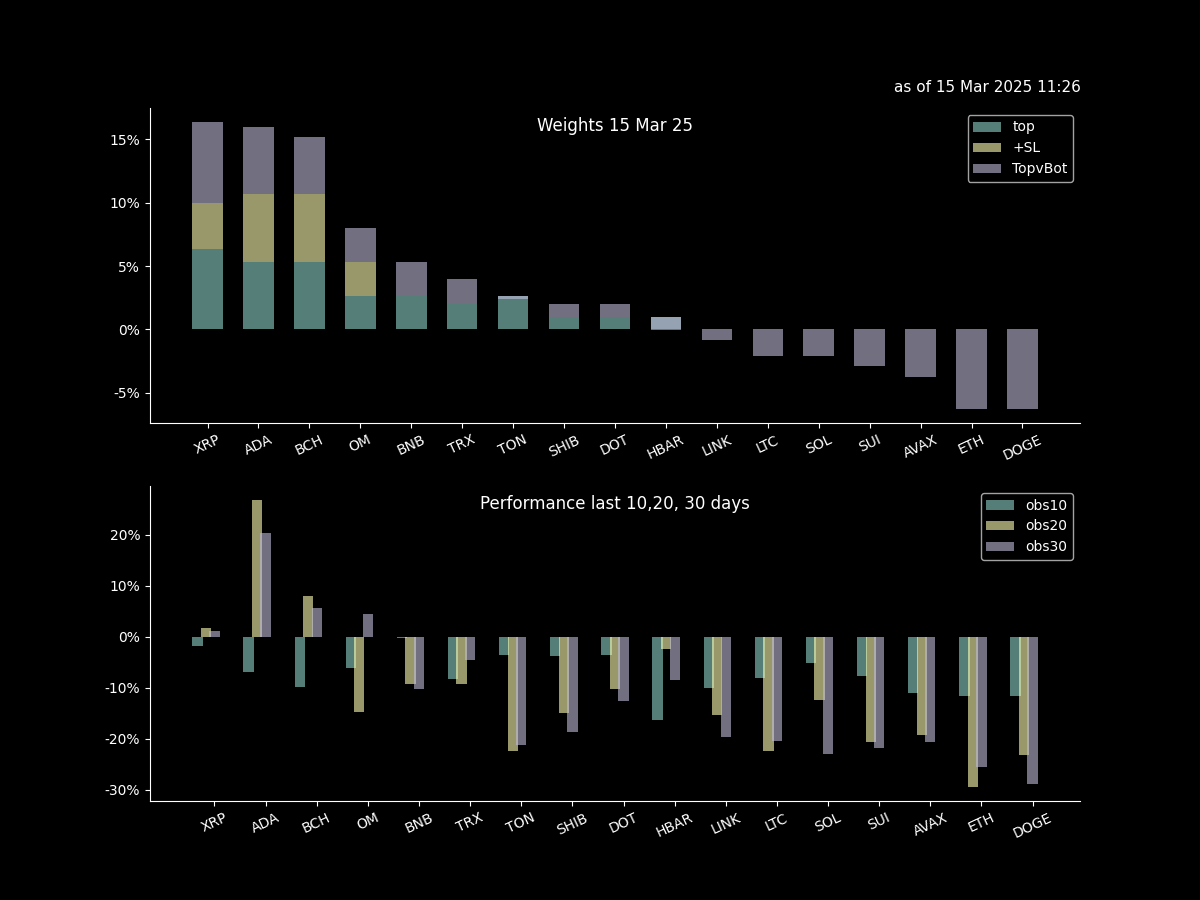 as of 15 Mar 2025 11:26
Weights 15 Mar 25
top
+SL
TopvBot
15%
10%
5%
0%
-5%
XRP ADA BCH OM BNB TRX TON SHIB DOT HBAR LINK LTC SOL SUI AVAX ETH DOGE
Performance last 10,20, 30 days
obs10
obs20
obs30
20%
10%
0%
-10%
-20%
-30%
XRP ADA BCH OM BNB TRX TON SHIB DOT HBAR LINK LTC SOL SUI AVAX ETH DOGE